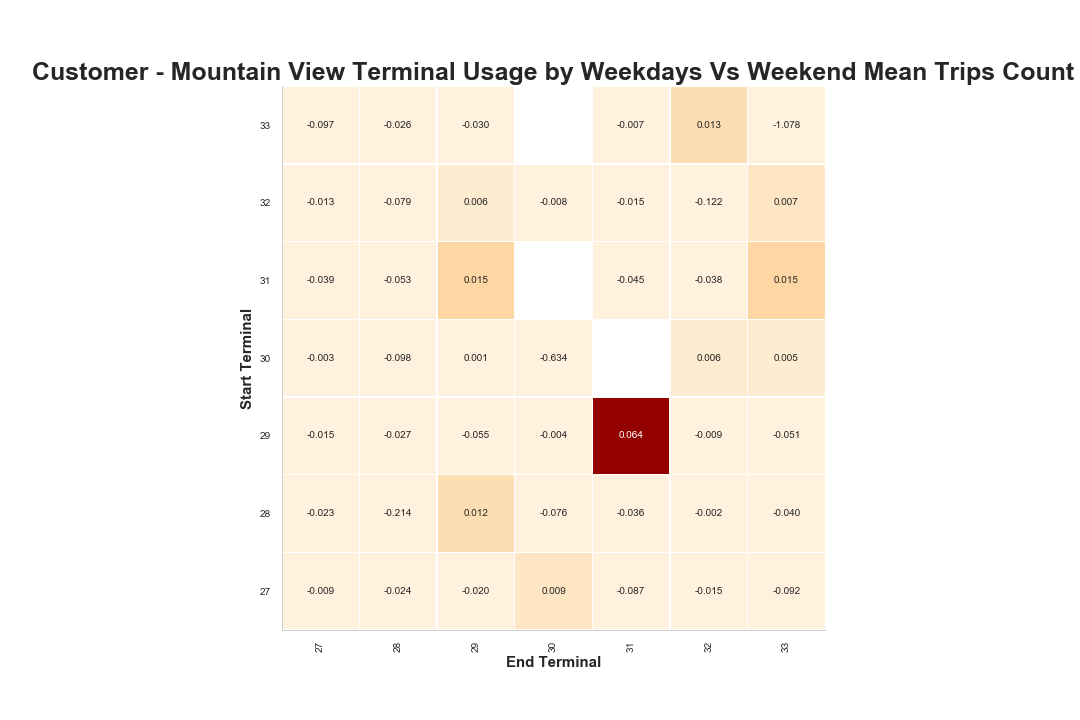 Customer - Mountain View Terminal Usage by Weekdays Vs Weekend Mean Trips Count
33 -0.097 -0.026 -0.030 -0.007 0.013 -1.078
32 -0.013 -0.079 0.006 -0.008 -0.015 -0.122 0.007
31 -0.039 -0.053 0.015 -0.045 -0.038 0.015
30 -0.003 -0.098 0.001 -0.634 0.006 0.005
29 -0.015 -0.027 -0.055 -0.004 0.064 -0.009 -0.051
28 -0.023 -0.214 0.012 -0.076 -0.036 -0.002 -0.040
27 -0.009 -0.024 -0.020 0.009 -0.087 -0.015 -0.092
Start Terminal
27 28 29 30 31 32 33
End Terminal